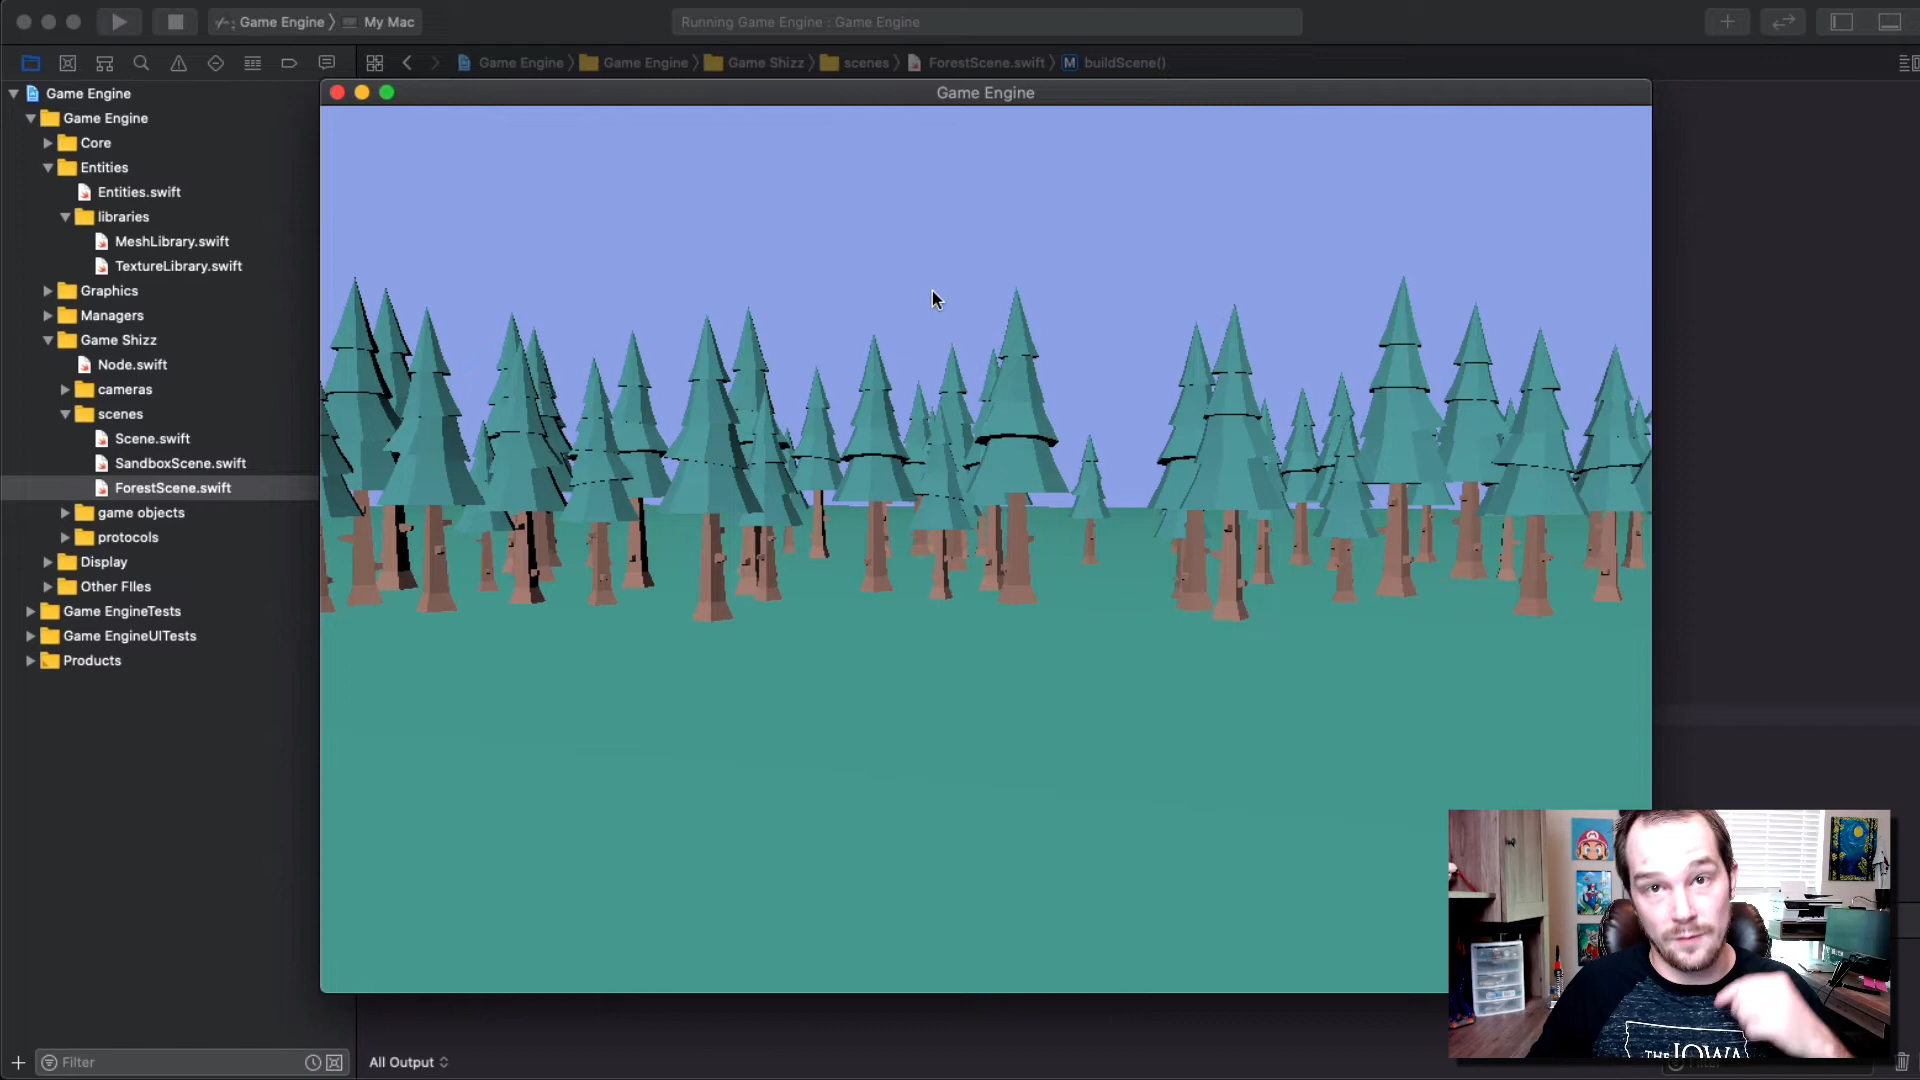 Game Engine 〉 My Mac
Running Game Engine : Game Engine
Game Engine 〉 Game Engine 〉 Game Shizz 〉 scenes 〉 ForestScene.swift 〉 M buildScene()
Game Engine
Game Engine
Game Engine
Core
Entities
Entities.swift
libraries
MeshLibrary.swift
TextureLibrary.swift
Graphics
Managers
Game Shizz
Node.swift
cameras
scenes
Scene.swift
SandboxScene.swift
ForestScene.swift
game objects
protocols
Display
Other FIles
Game EngineTests
Game EngineUITests
Products
THE IOWA
Filter
All Output
Filter